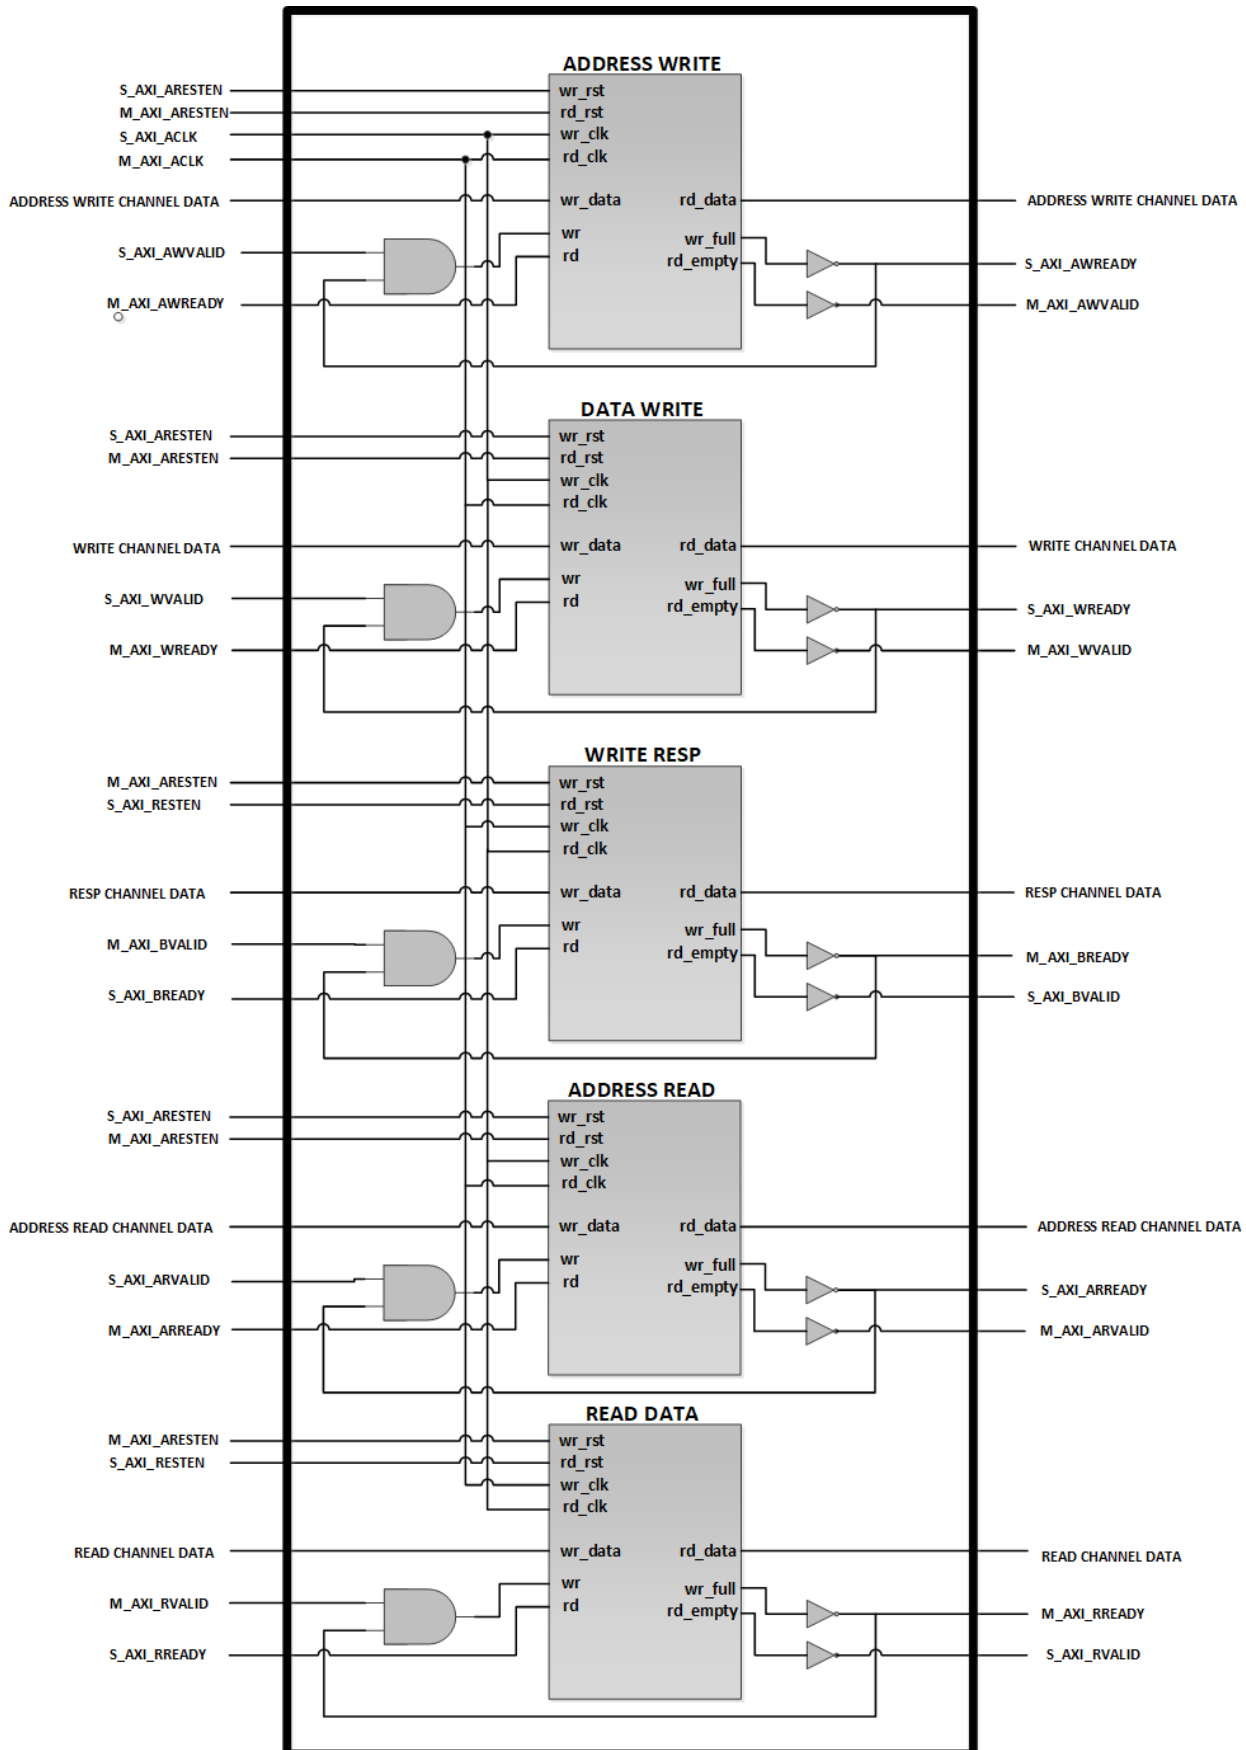 ADDRESS WRITE
S_AXI_ARESTEN
wr_rst
M_AXI_ARESTEN
rd_rst
S_AXI_ACLK
wr_clk
M_AXI_ACLK
rd_clk
ADDRESS WRITE CHANNEL DATA
wr_data
rd_data
ADDRESS WRITE CHANNEL DATA
S_AXI_AWVALID
wr
rd
wr_full
rd_empty
S_AXI_AWREADY
M_AXI_AWREADY
M_AXI_AWVALID
DATA WRITE
S_AXI_ARESTEN
wr_rst
M_AXI_ARESTEN
rd_rst
wr_clk
rd_clk
WRITE CHANNEL DATA
wr_data
rd_data
WRITE CHANNEL DATA
S_AXI_WVALID
wr
rd
wr_full
rd_empty
S_AXI_WREADY
M_AXI_WREADY
M_AXI_WVALID
WRITE RESP
M_AXI_ARESTEN
wr_rst
S_AXI_RESTEN
rd_rst
wr_clk
rd_clk
RESP CHANNEL DATA
wr_data
rd_data
RESP CHANNEL DATA
M_AXI_BVALID
wr
rd
wr_full
rd_empty
M_AXI_BREADY
S_AXI_BREADY
S_AXI_BVALID
ADDRESS READ
S_AXI_ARESTEN
wr_rst
M_AXI_ARESTEN
rd_rst
wr_clk
rd_clk
ADDRESS READ CHANNEL DATA
wr_data
rd_data
ADDRESS READ CHANNEL DATA
S_AXI_ARVALID
wr
rd
wr_full
rd_empty
S_AXI_ARREADY
M_AXI_ARREADY
M_AXI_ARVALID
READ DATA
M_AXI_ARESTEN
wr_rst
S_AXI_RESTEN
rd_rst
wr_clk
rd_clk
READ CHANNEL DATA
wr_data
rd_data
READ CHANNEL DATA
M_AXI_RVALID
wr
rd
wr_full
rd_empty
M_AXI_RREADY
S_AXI_RREADY
S_AXI_RVALID